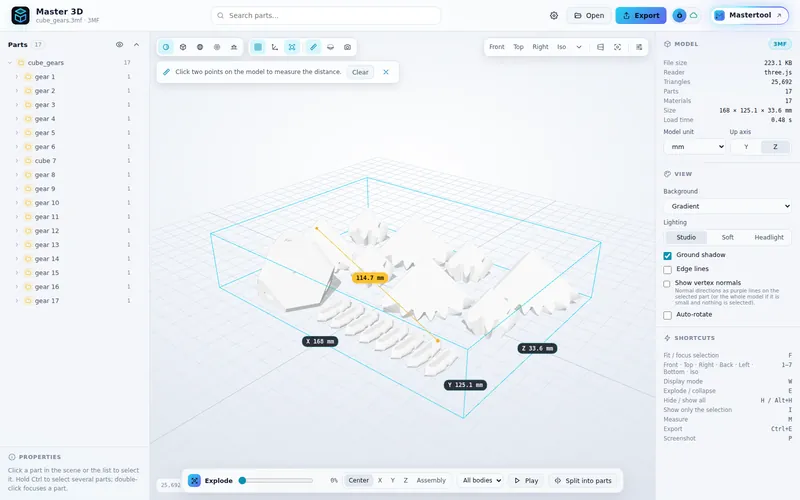 Master 3D
cube_gears.3mf · 3MF
Search parts...
Open
Export
Mastertool
Parts 17
cube_gears 17
gear 1 1
gear 2 1
gear 3 1
gear 4 1
gear 5 1
gear 6 1
cube 7 1
gear 8 1
gear 9 1
gear 10 1
gear 11 1
gear 12 1
gear 13 1
gear 14 1
gear 15 1
gear 16 1
gear 17 1
PROPERTIES
Click a part in the scene or the list to select
it. Hold Ctrl to select several parts; double-
click focuses a part.
Front Top Right Iso
Click two points on the model to measure the distance. Clear
114.7 mm
X 168 mm
Z 33.6 mm
Y 125.1 mm
25,692
Explode 0% Center X Y Z Assembly All bodies Play Split into parts
MODEL 3MF
File size 223.1 KB
Reader three.js
Triangles 25,692
Parts 17
Materials 17
Size 168 × 125.1 × 33.6 mm
Load time 0.48 s
Model unit Up axis
mm Y Z
VIEW
Background
Gradient
Lighting
Studio Soft Headlight
Ground shadow
Edge lines
Show vertex normals
Normal directions as purple lines on the
selected part (or the whole model if it is
small and nothing is selected).
Auto-rotate
SHORTCUTS
Fit / focus selection F
Front · Top · Right · Back · Left · 1–7
Bottom · Iso
Display mode W
Explode / collapse E
Hide / show all H / Alt+H
Show only the selection I
Measure M
Export Ctrl+E
Screenshot P